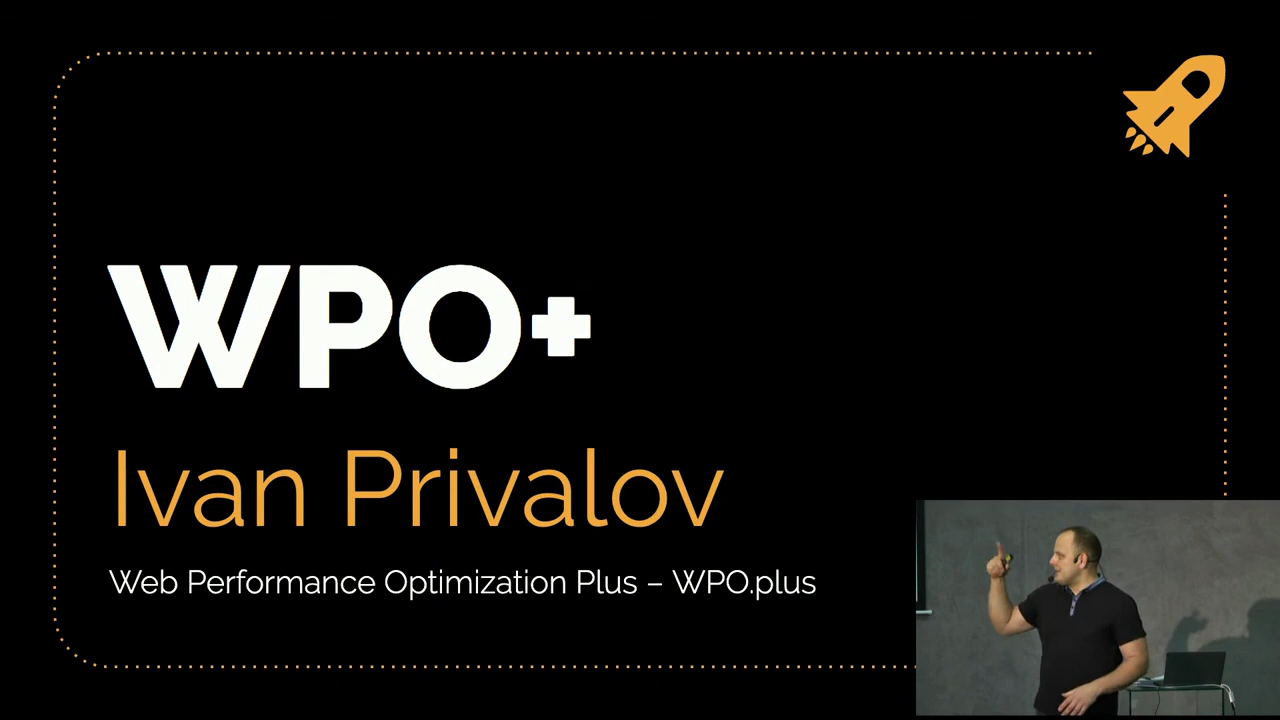 WPO+
Ivan Privalov
Web Performance Optimization Plus – WPO.plus